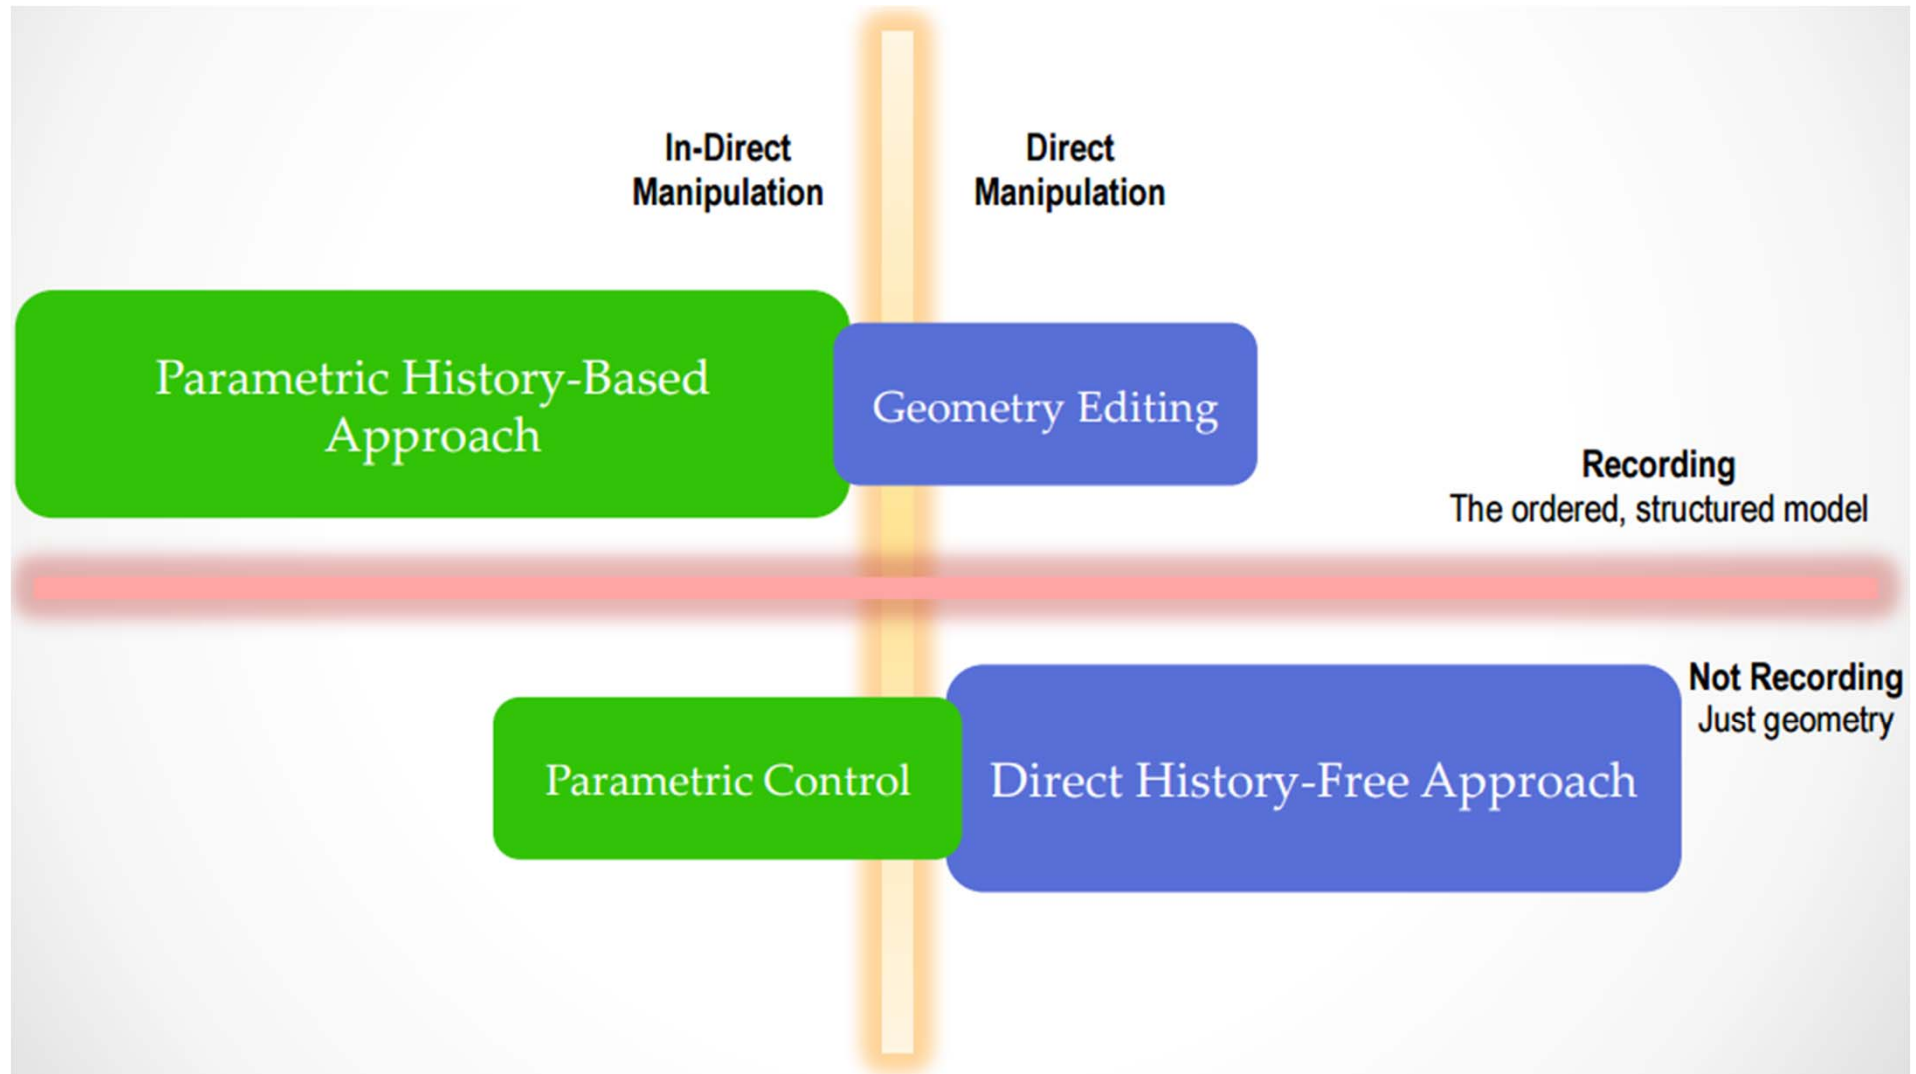 In-Direct
Manipulation
Direct
Manipulation
Parametric History-Based
Approach
Geometry Editing
Recording
The ordered, structured model
Not Recording
Just geometry
Parametric Control
Direct History-Free Approach